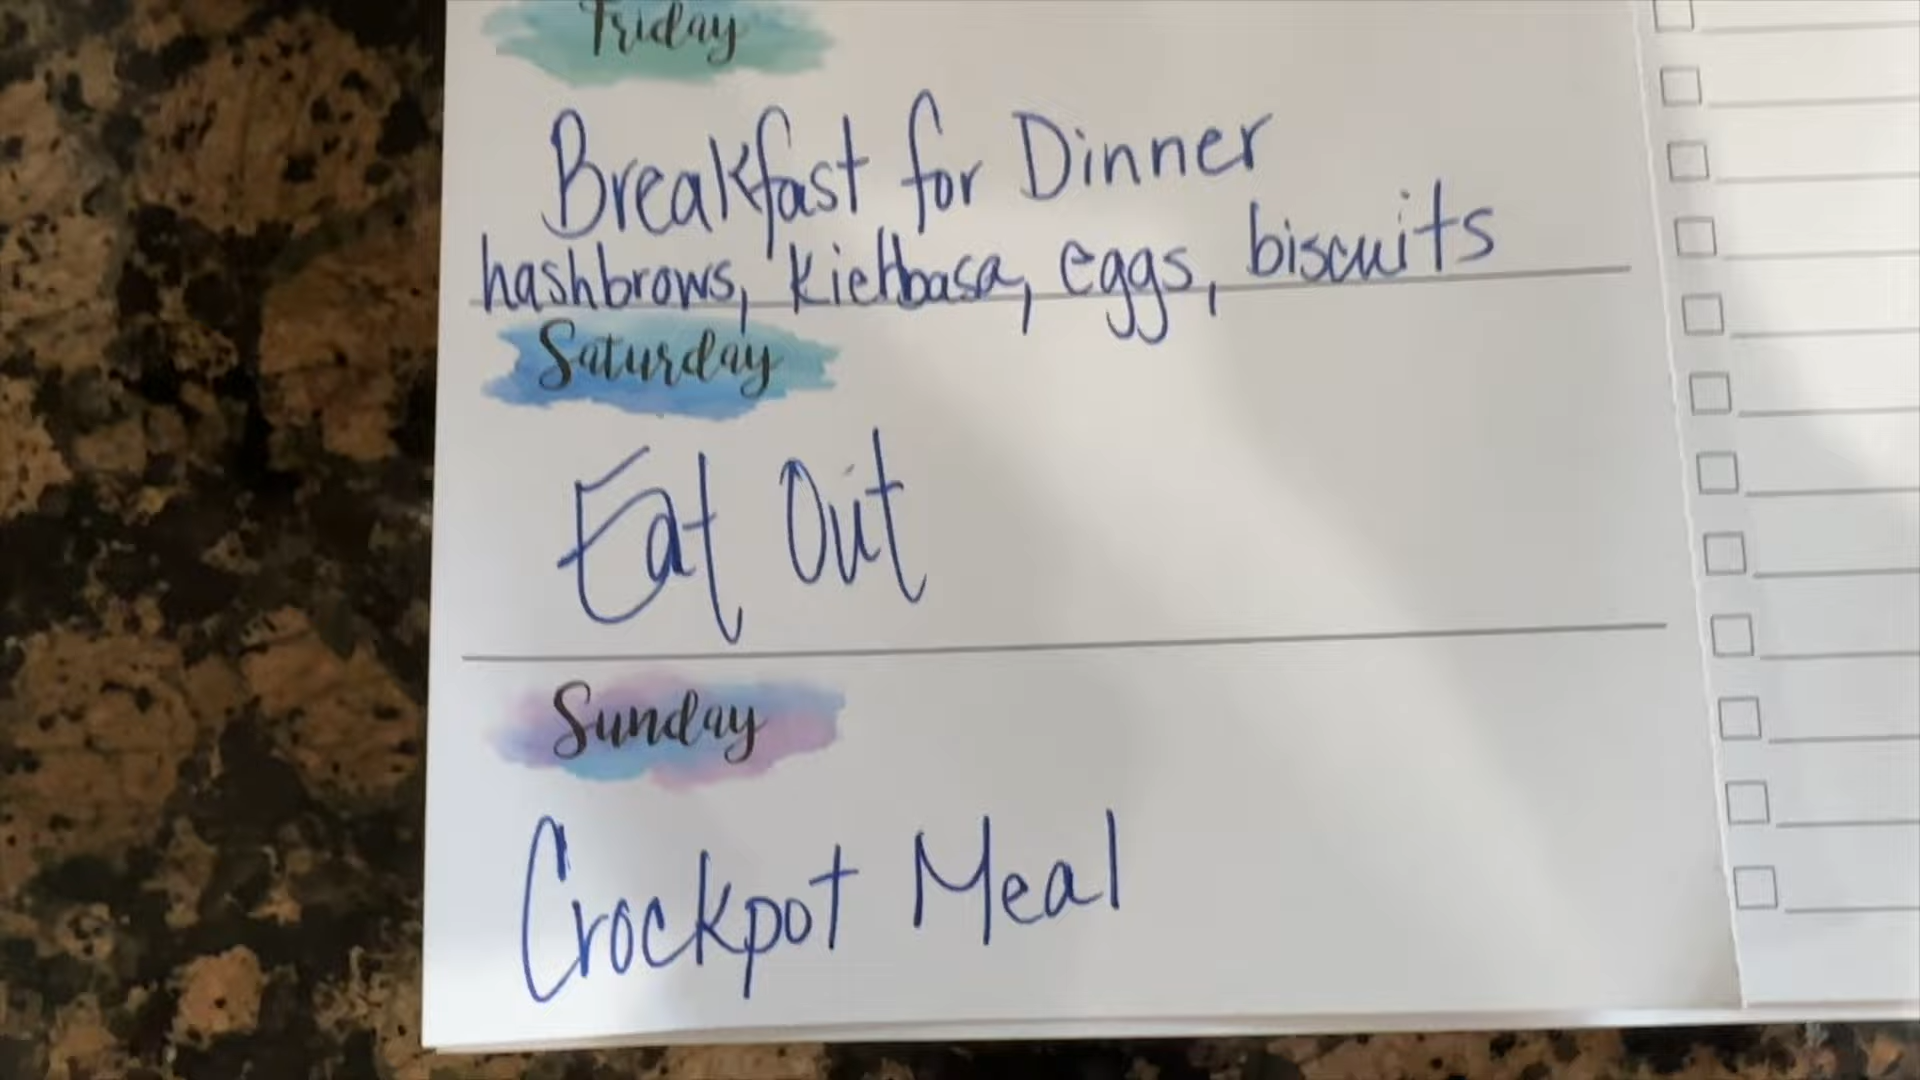 Friday
Breakfast for Dinner
hashbrows, Kielbasa, eggs, biscuits
Saturday
Eat Out
Sunday
Crockpot Meal